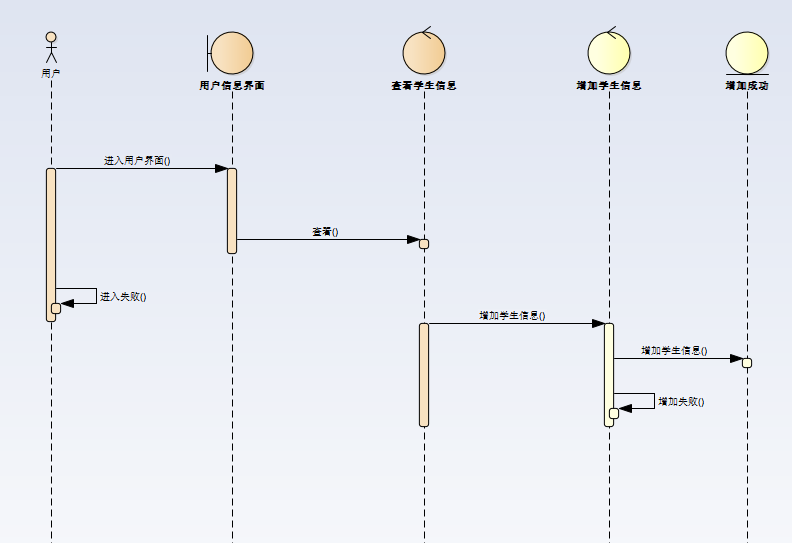 用户
用户信息界面
查看学生信息
增加学生信息
增加成功
进入用户界面()
查看()
进入失败()
增加学生信息()
增加学生信息()
增加失败()